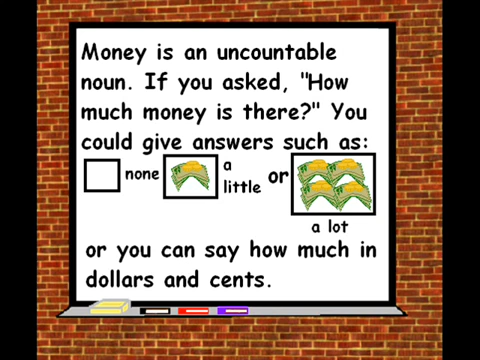 Money is an uncountable
noun. If you asked, "How
much money is there?" You
could give answers such as:
none
a
little
or
a lot
or you can say how much in
dollars and cents.